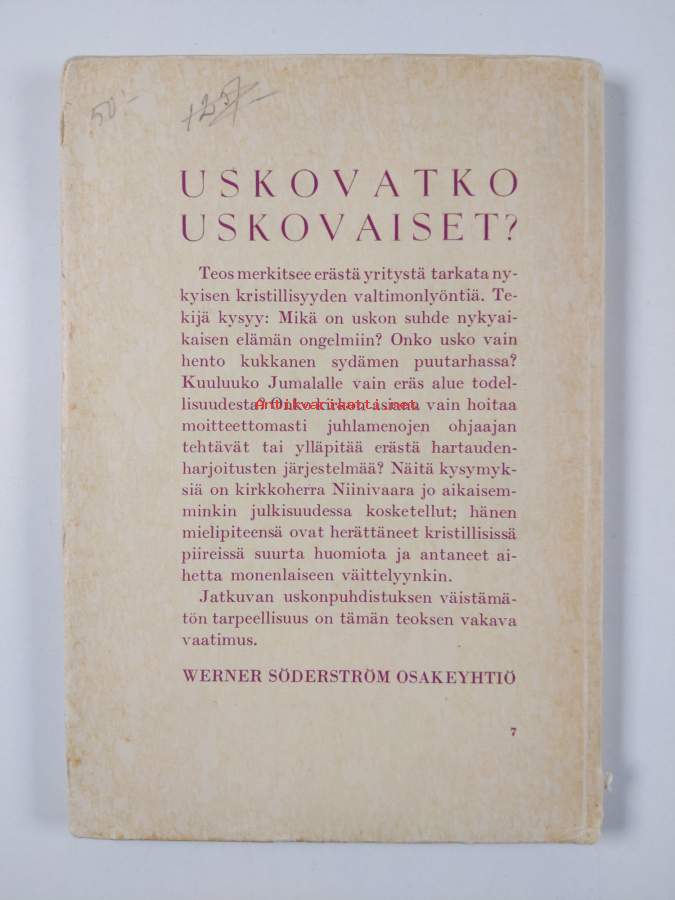 50:-
USKOVATKO
USKOVAISET?
Teos merkitsee erästä yritystä tarkata ny-
kyisen kristillisyyden valtimonlyöntiä. Te-
kijä kysyy: Mikä on uskon suhde nykyai-
kaisen elämän ongelmiin? Onko usko vain
hento kukkanen sydämen puutarhassa?
Kuuluuko Jumalalle vain eräs alue todel-
lisuudesta? Onko kirkon asiana vain hoitaa
Antikvariaatti.net
moitteettomasti juhlamenojen ohjaajan
tehtävät tai ylläpitää erästä hartauden-
harjoitusten järjestelmää? Näitä kysymyk-
siä on kirkkoherra Niinivaara jo aikaisem-
minkin julkisuudessa kosketellut; hänen
mielipiteensä ovat herättäneet kristillisissä
piireissä suurta huomiota ja antaneet ai-
hetta monenlaiseen väittelyynkin.
Jatkuvan uskonpuhdistuksen väistämä-
tön tarpeellisuus on tämän teoksen vakava
vaatimus.
WERNER SÖDERSTRÖM OSAKEYHTIÖ
7